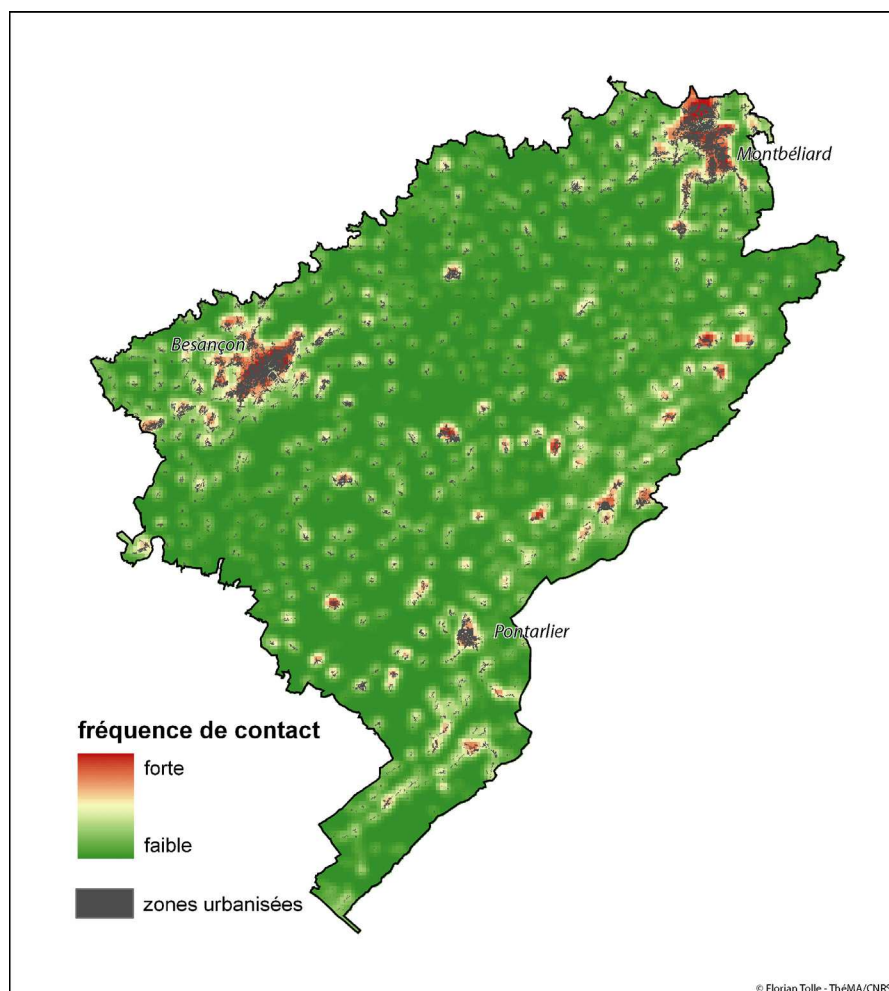 Montbéliard
Besançon
Pontarlier
fréquence de contact
forte
faible
zones urbanisées
© Florian Tolle - ThéMA/CNRS